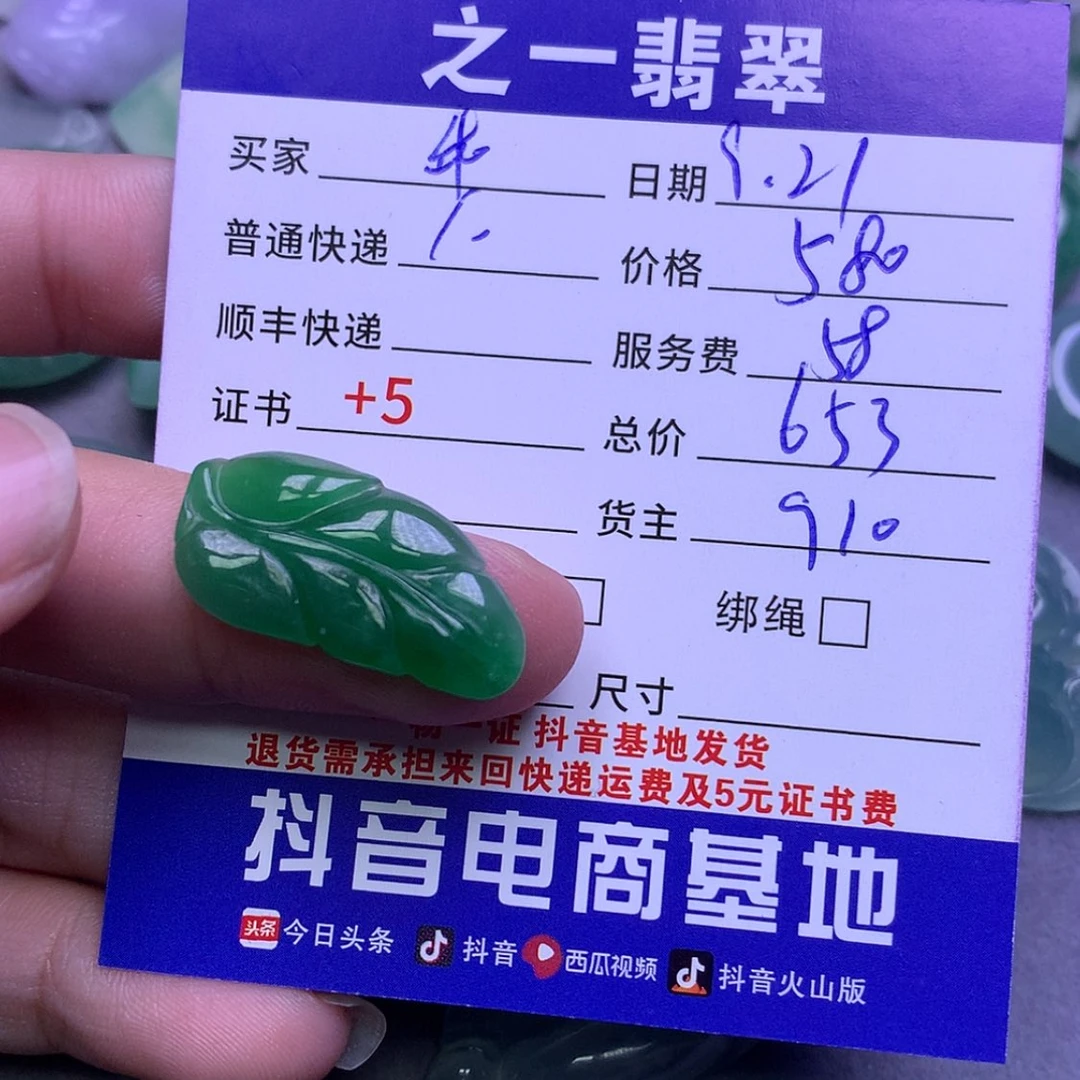 之一翡翠
买家 日期 9.21
普通快递 价格 580
顺丰快递 服务费 58
证书 +5 总价 653
货主 910
绑绳
尺寸
证 抖音基地发货
退货需承担来回快递运费及5元证书费
抖音电商基地
头条 今日头条 抖音 西瓜视频 抖音火山版